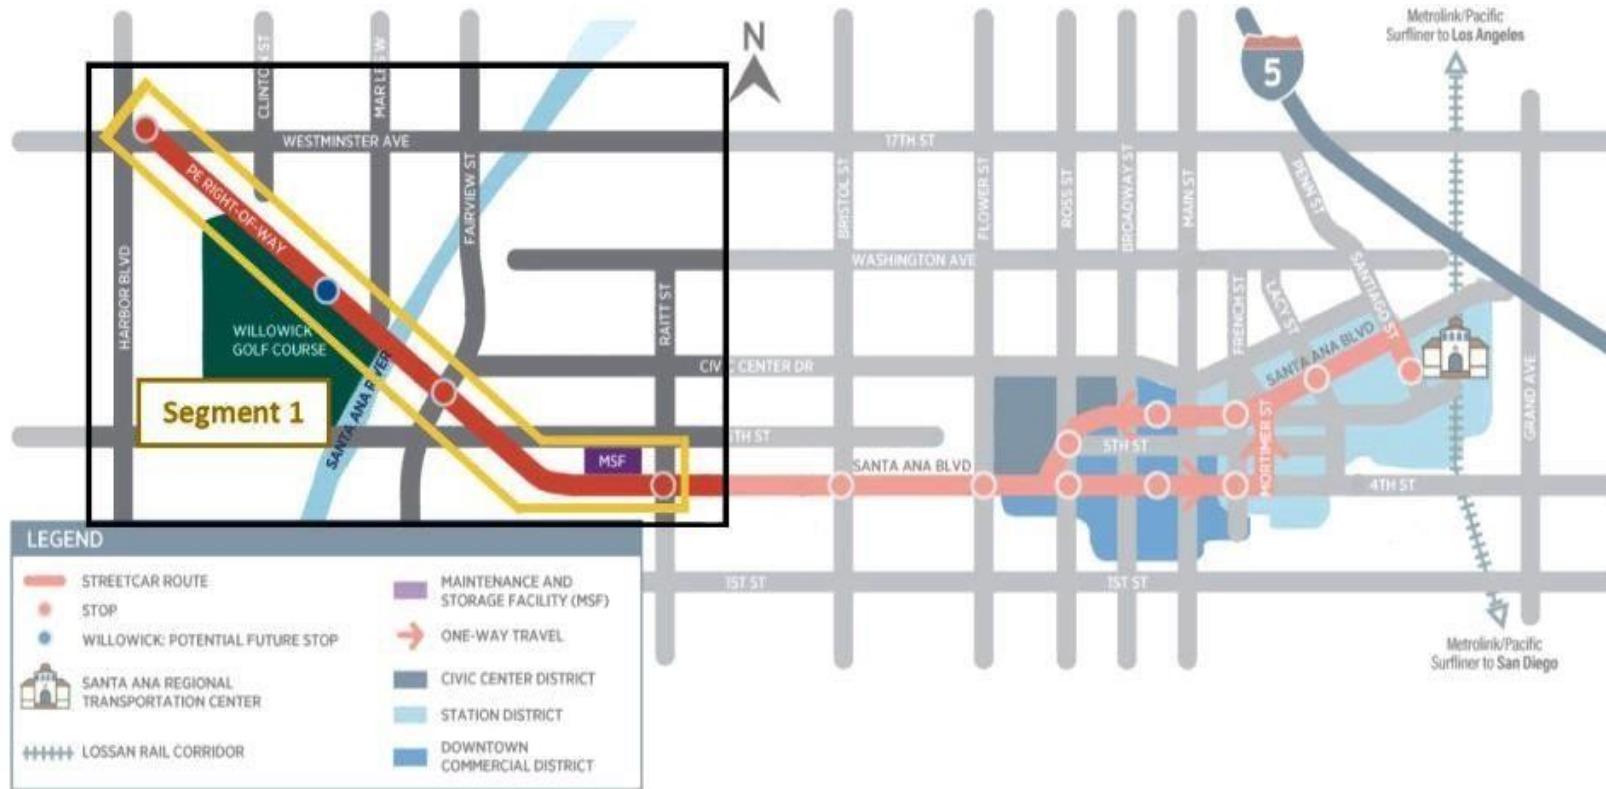 Metrolink/Pacific
Surfliner to Los Angeles
N
5
CLINTON ST
FAIRVIEW ST
WESTMINSTER AVE
17TH ST
PE RIGHT-OF-WAY
HARBOR BLVD
BRISTOL ST
FLOWER ST
ROSS ST
BROADWAY ST
MAIN ST
PENN ST
WASHINGTON AVE
SANTIAGO ST
FRENCH ST
LACY ST
RAITT ST
WILLOWICK
GOLF COURSE
CIVIC CENTER DR
SANTA ANA BLVD
GRAND AVE
Segment 1
SANTA ANA RIVER
5TH ST
MORTIMER ST
MSF
SANTA ANA BLVD
4TH ST
1ST ST
1ST ST
Metrolink/Pacific
Surfliner to San Diego
LEGEND
STREETCAR ROUTE
STOP
WILLOWICK: POTENTIAL FUTURE STOP
SANTA ANA REGIONAL
TRANSPORTATION CENTER
LOSSAN RAIL CORRIDOR
MAINTENANCE AND
STORAGE FACILITY (MSF)
ONE-WAY TRAVEL
CIVIC CENTER DISTRICT
STATION DISTRICT
DOWNTOWN
COMMERCIAL DISTRICT